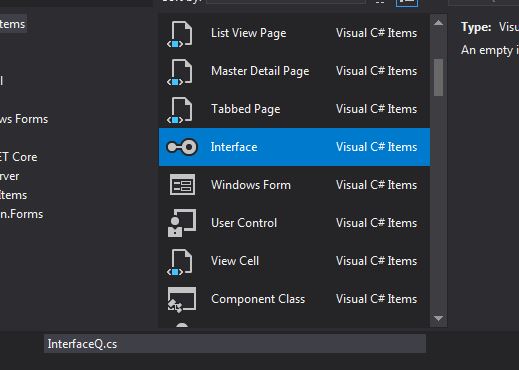 tems
l
ws Forms
ET Core
rver
Items
n.Forms
List View Page Visual C# Items
Master Detail Page Visual C# Items
Tabbed Page Visual C# Items
Interface Visual C# Items
Windows Form Visual C# Items
User Control Visual C# Items
View Cell Visual C# Items
Component Class Visual C# Items
Type: Visu
An empty i
InterfaceQ.cs